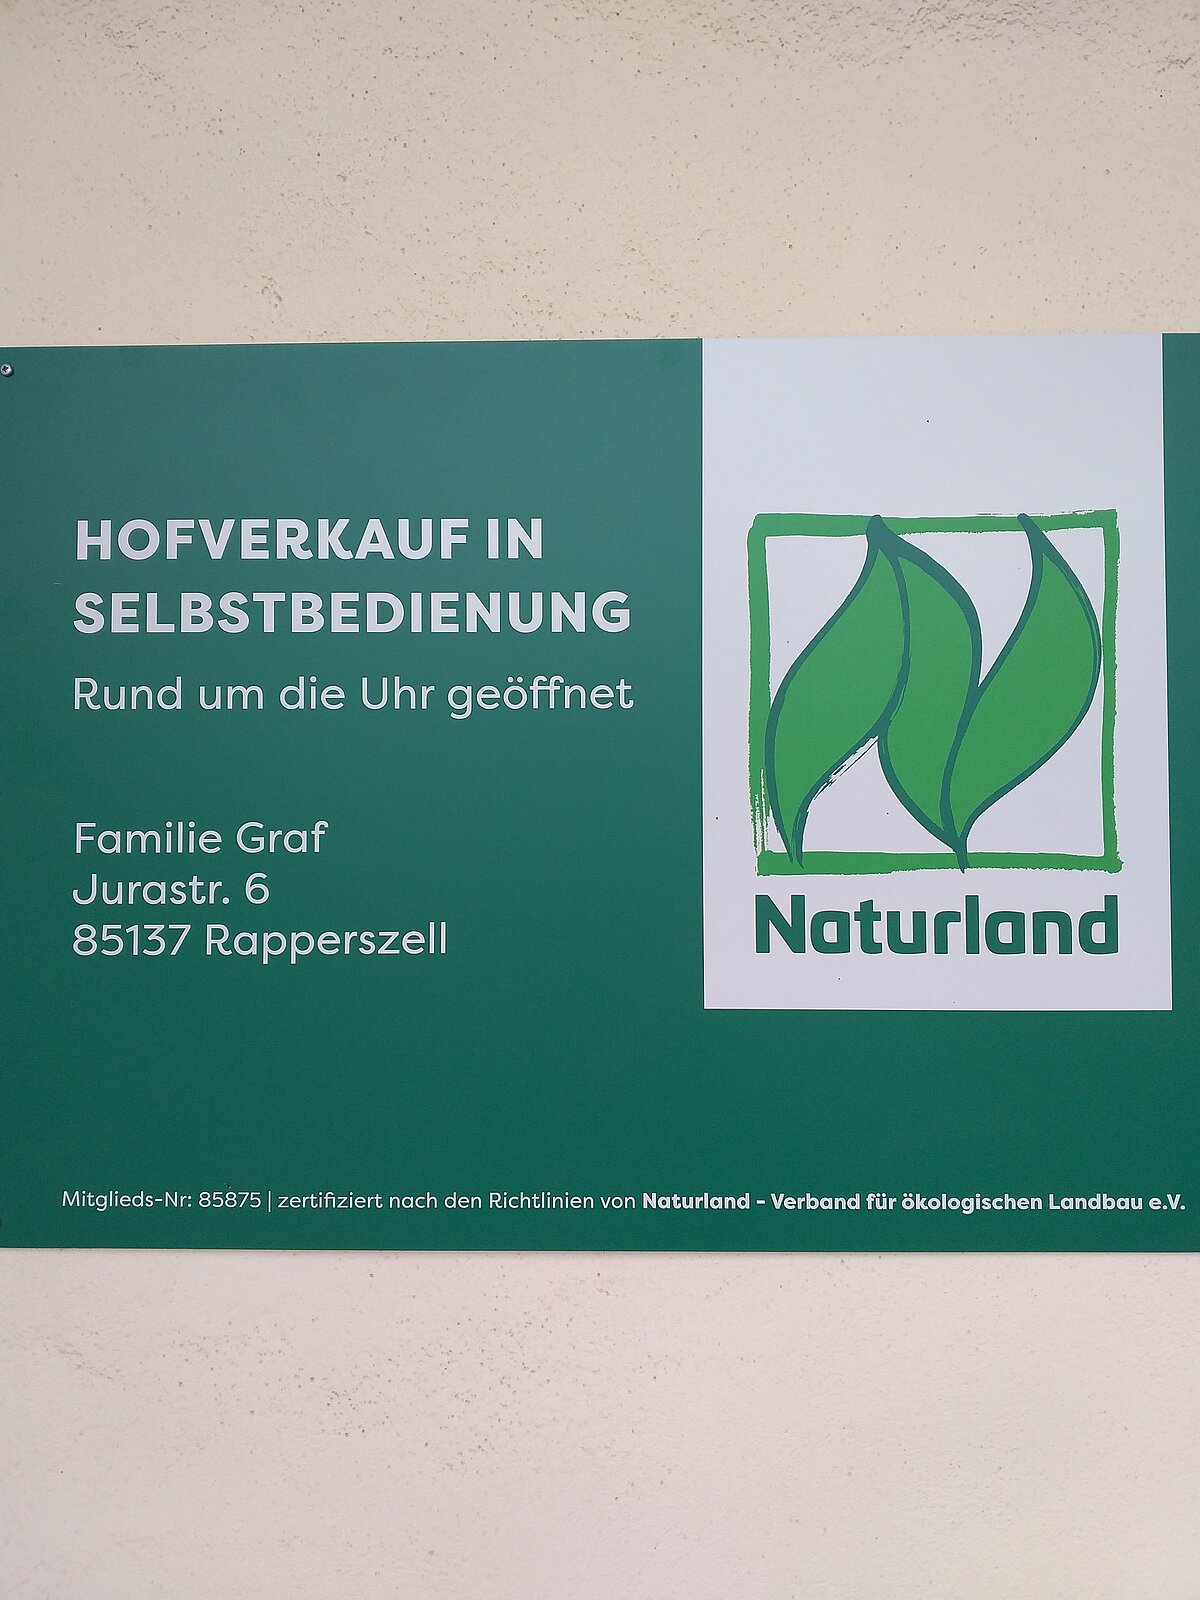 HOFVERKAUF IN
SELBSTBEDIENUNG
Rund um die Uhr geöffnet
Familie Graf
Jurastr. 6
85137 Rapperszell
Naturland
Mitglieds-Nr: 85875 | zertifiziert nach den Richtlinien von Naturland - Verband für ökologischen Landbau e.V.